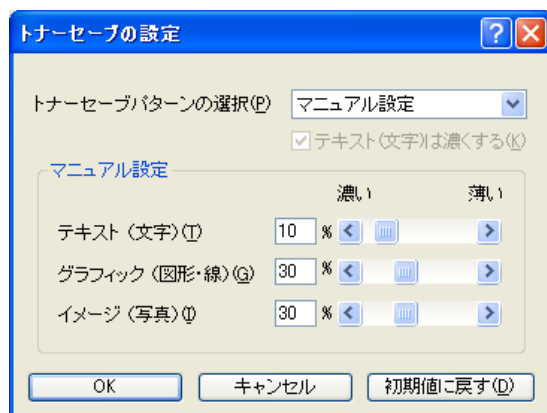 トナーセーブの設定
トナーセーブパターンの選択(P) マニュアル設定
テキスト(文字)は濃くする(K)
マニュアル設定
濃い 薄い
テキスト (文字)(T) 10 %
グラフィック (図形・線)(G) 30 %
イメージ (写真)(I) 30 %
OK キャンセル 初期値に戻す(D)